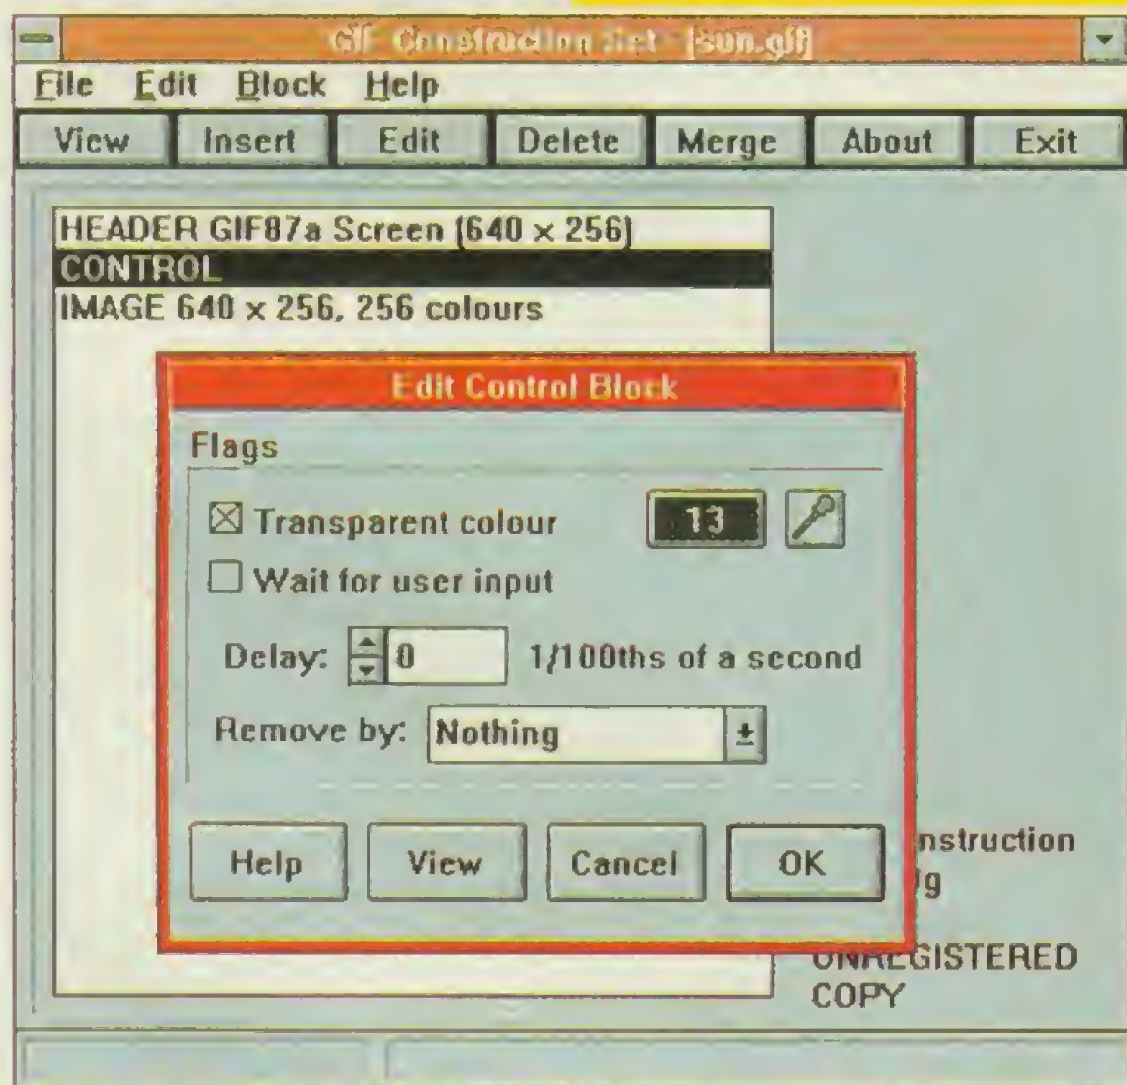 GIF Construction Set - [sun.gif]
File Edit Block Help
View Insert Edit Delete Merge About Exit
HEADER GIF87a Screen (640 x 256)
CONTROL
IMAGE 640 x 256, 256 colours
Edit Control Block
Flags
Transparent colour 13
Wait for user input
Delay: 0 1/100ths of a second
Remove by: Nothing
Help View Cancel OK
nstruction
UNREGISTERED
COPY